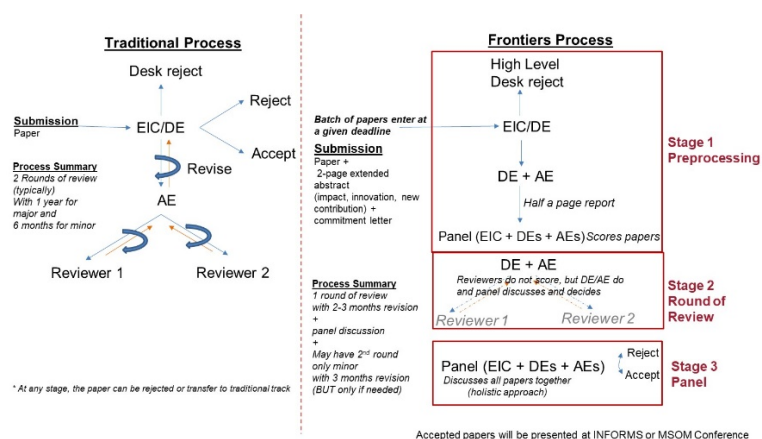 Traditional Process
Desk reject
Reject
Submission
Paper
EIC/DE
Accept
Revise
Process Summary
2 Rounds of review
(typically)
With 1 year for
major and
6 months for minor
AE
Reviewer 1
Reviewer 2
* At any stage, the paper can be rejected or transfer to traditional track
Frontiers Process
High Level
Desk reject
Batch of papers enter at
a given deadline
EIC/DE
Submission
Paper +
2-page extended
abstract
(impact, innovation, new
contribution) +
commitment letter
DE + AE
Half a page report
Panel (EIC + DEs + AEs) Scores papers
Stage 1
Preprocessing
DE + AE
Reviewers do not score, but DE/AE do
and panel discusses and decides
Reviewer 1
Reviewer 2
Stage 2
Round of
Review
Process Summary
1 round of review
with 2-3 months revision
+
panel discussion
+
May have 2nd round
only minor
with 3 months revision
(BUT only if needed)
Panel (EIC + DEs + AEs)
Discusses all papers together
(holistic approach)
Reject
Accept
Stage 3
Panel
Accepted papers will be presented at INFORMS or MSOM Conference